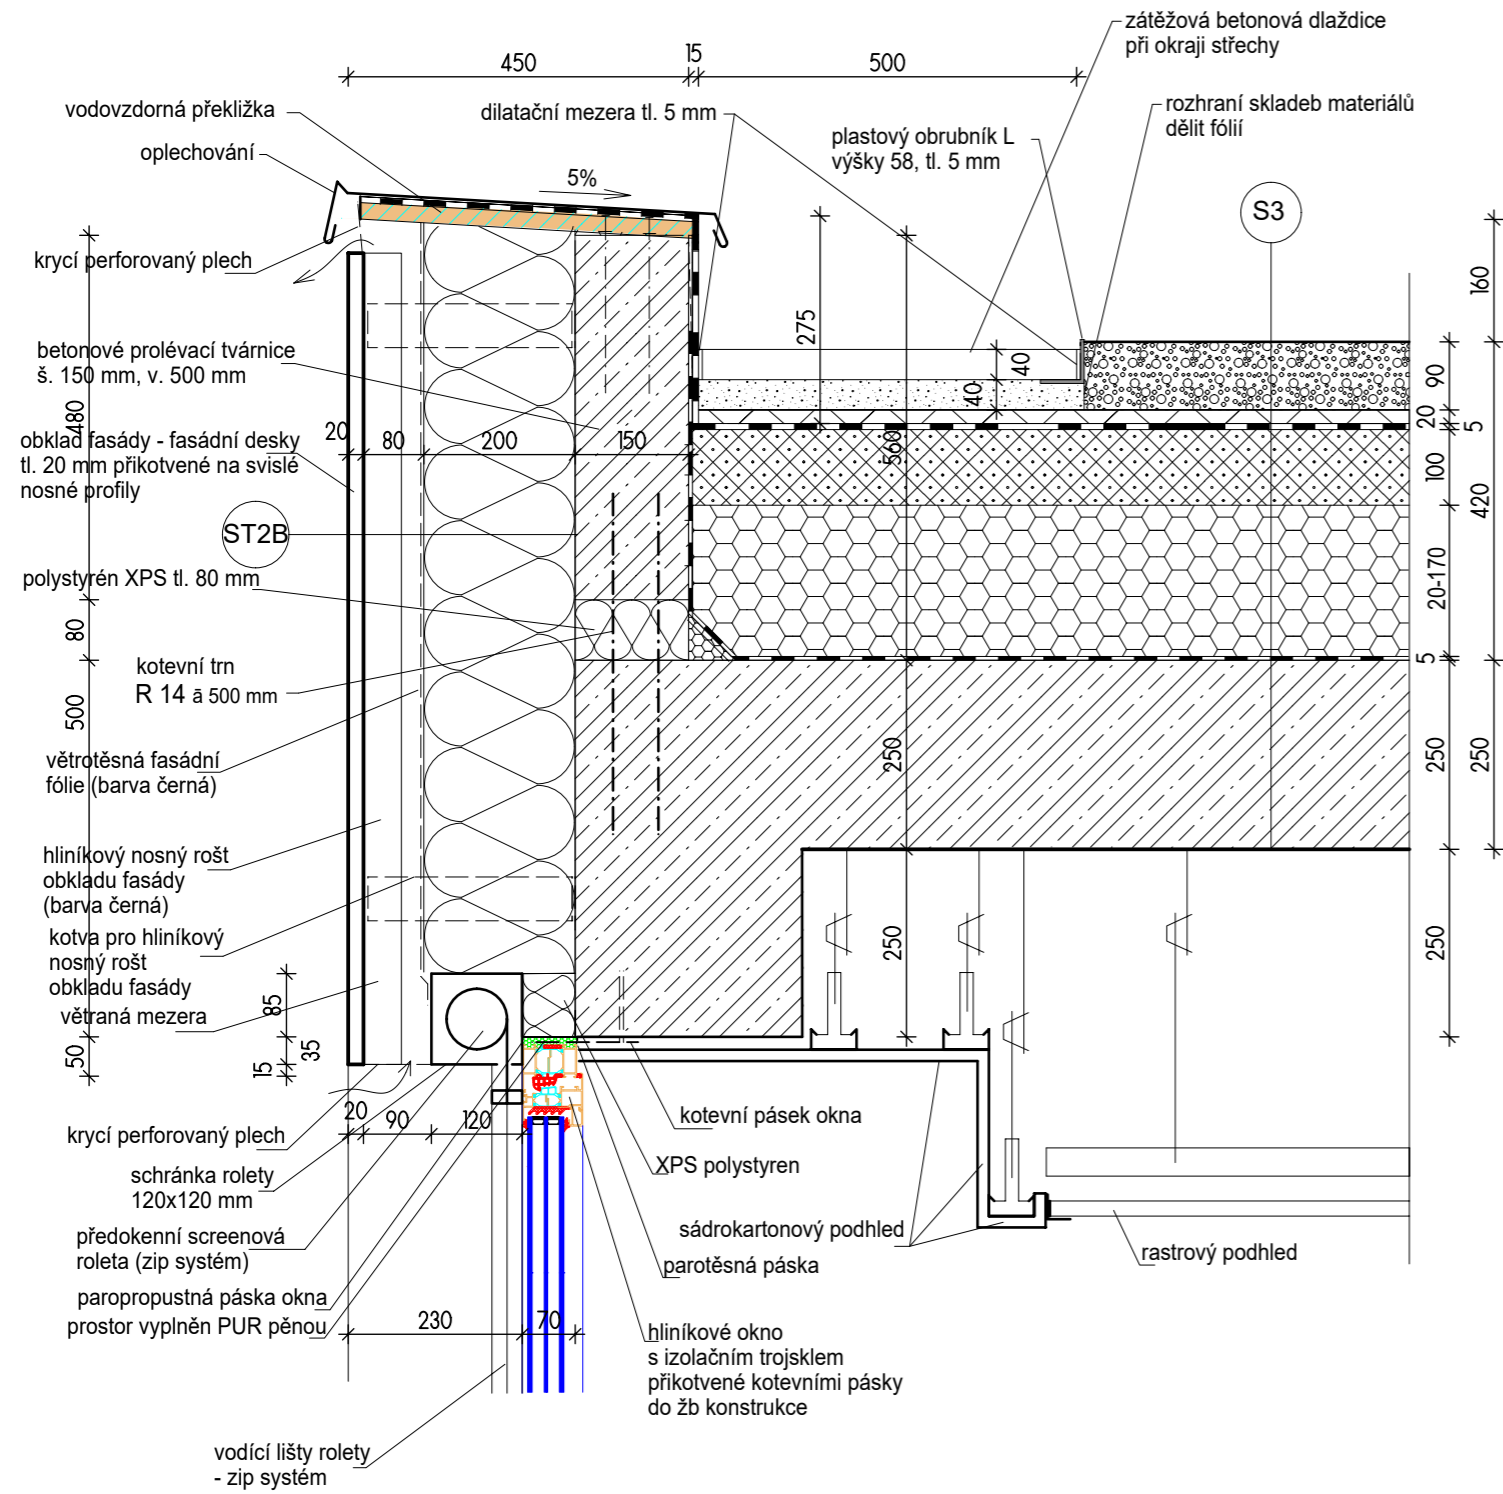 zátěžová betonová dlaždice
při okraji střechy
15
450
500
vodovzdorná překližka
dilatační mezera tl. 5 mm
rozhraní skladeb materiálů
dělit fólií
plastový obrubník L
výšky 58, tl. 5 mm
oplechování
5%
S3
krycí perforovaný plech
160
275
betonové prolévací tvárnice
š. 150 mm, v. 500 mm
40
40
90
480
20
5
20
80
200
150
560
obklad fasády - fasádní desky
tl. 20 mm přikotvené na svislé
nosné profily
100
420
ST2B
polystyrén XPS tl. 80 mm
20-170
80
kotevní trn
R 14 ā 500 mm
5
500
větrotěsná fasádní
fólie (barva černá)
250
250
250
hliníkový nosný rošt
obkladu fasády
(barva černá)
kotva pro hliníkový
nosný rošt
obkladu fasády
250
250
větraná mezera
85
35
50
15
20
90
120
krycí perforovaný plech
kotevní pásek okna
schránka rolety
120x120 mm
XPS polystyren
předokenní screenová
roleta (zip systém)
sádrokartonový podhled
parotěsná páska
rastrový podhled
paropropustná páska okna
prostor vyplněn PUR pěnou
230
70
hliníkové okno
s izolačním trojsklem
přikotvené kotevními pásky
do žb konstrukce
vodící lišty rolety
- zip systém